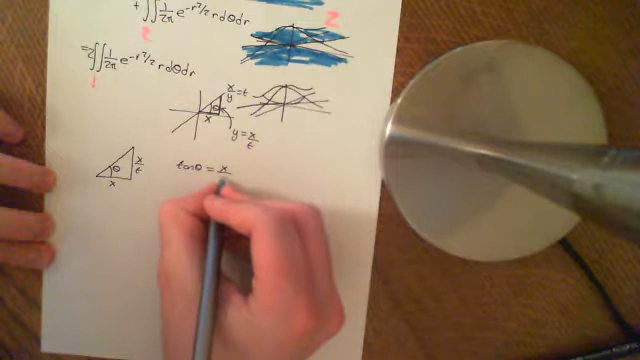 + ∬ 1/2π e^(-r²/2) r dθ dr
2
2
= 2∬ 1/2π e^(-r²/2) r dθ dr
1
x/y = t
θ
x
y = x/t
θ
x/t
x
tanθ = x